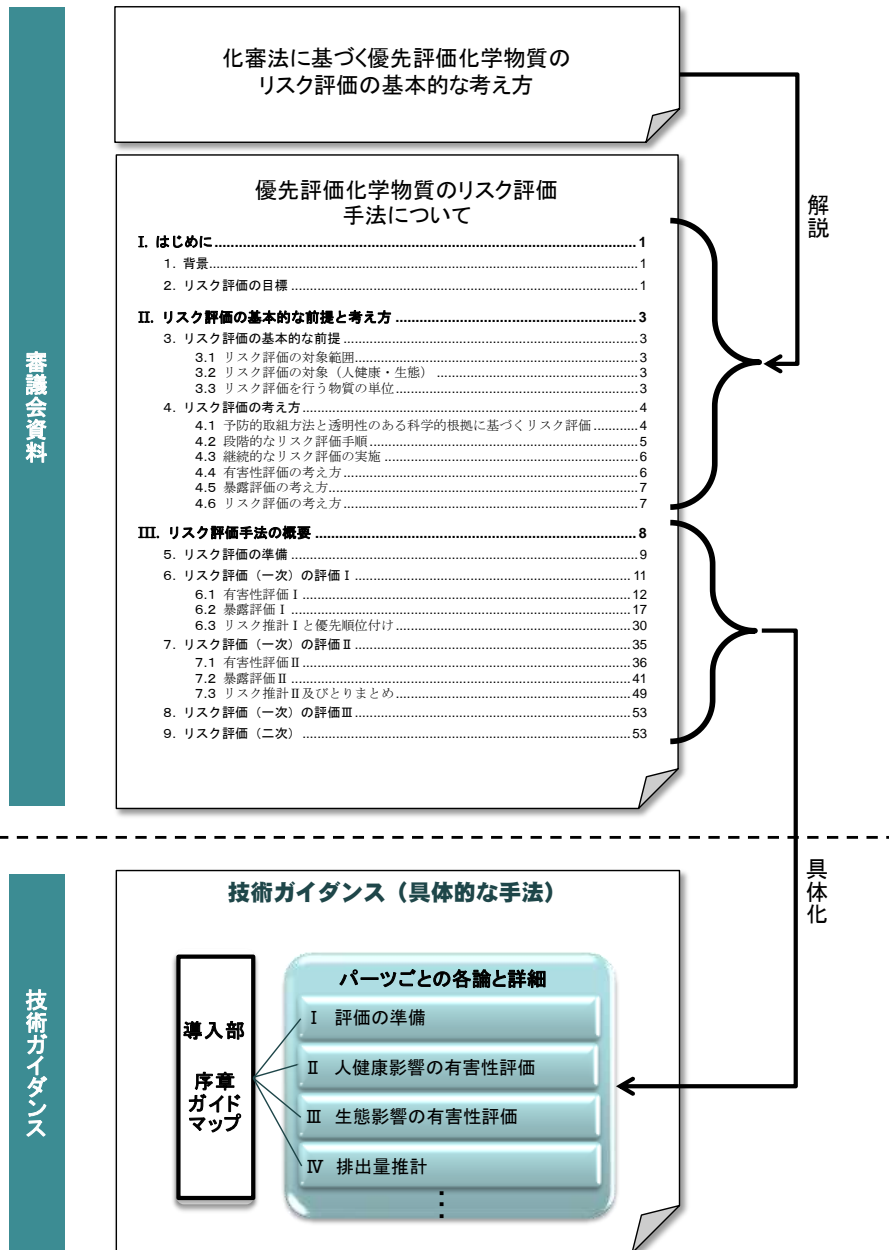 審議会資料
化審法に基づく優先評価化学物質の
リスク評価の基本的な考え方
解説
優先評価化学物質のリスク評価
手法について
I. はじめに 1
1. 背景 1
2. リスク評価の目標 1
II. リスク評価の基本的な前提と考え方 3
3. リスク評価の基本的な前提 3
3.1 リスク評価の対象範囲 3
3.2 リスク評価の対象（人健康・生態） 3
3.3 リスク評価を行う物質の単位 3
4. リスク評価の考え方 4
4.1 予防的取組方法と透明性のある科学的根拠に基づくリスク評価 4
4.2 段階的なリスク評価手順 5
4.3 継続的なリスク評価の実施 6
4.4 有害性評価の考え方 6
4.5 暴露評価の考え方 7
4.6 リスク評価の考え方 7
III. リスク評価手法の概要 8
5. リスク評価の準備 9
6. リスク評価（一次）の評価Ⅰ 11
6.1 有害性評価Ⅰ 12
6.2 暴露評価Ⅰ 17
6.3 リスク推計Ⅰと優先順位付け 30
7. リスク評価（一次）の評価Ⅱ 35
7.1 有害性評価Ⅱ 36
7.2 暴露評価Ⅱ 41
7.3 リスク推計Ⅱ及びとりまとめ 49
8. リスク評価（一次）の評価Ⅲ 53
9. リスク評価（二次） 53
具体化
技術ガイダンス
技術ガイダンス（具体的な手法）
導入部
序章
ガイド
マップ
パーツごとの各論と詳細
Ⅰ 評価の準備
Ⅱ 人健康影響の有害性評価
Ⅲ 生態影響の有害性評価
Ⅳ 排出量推計
⋮